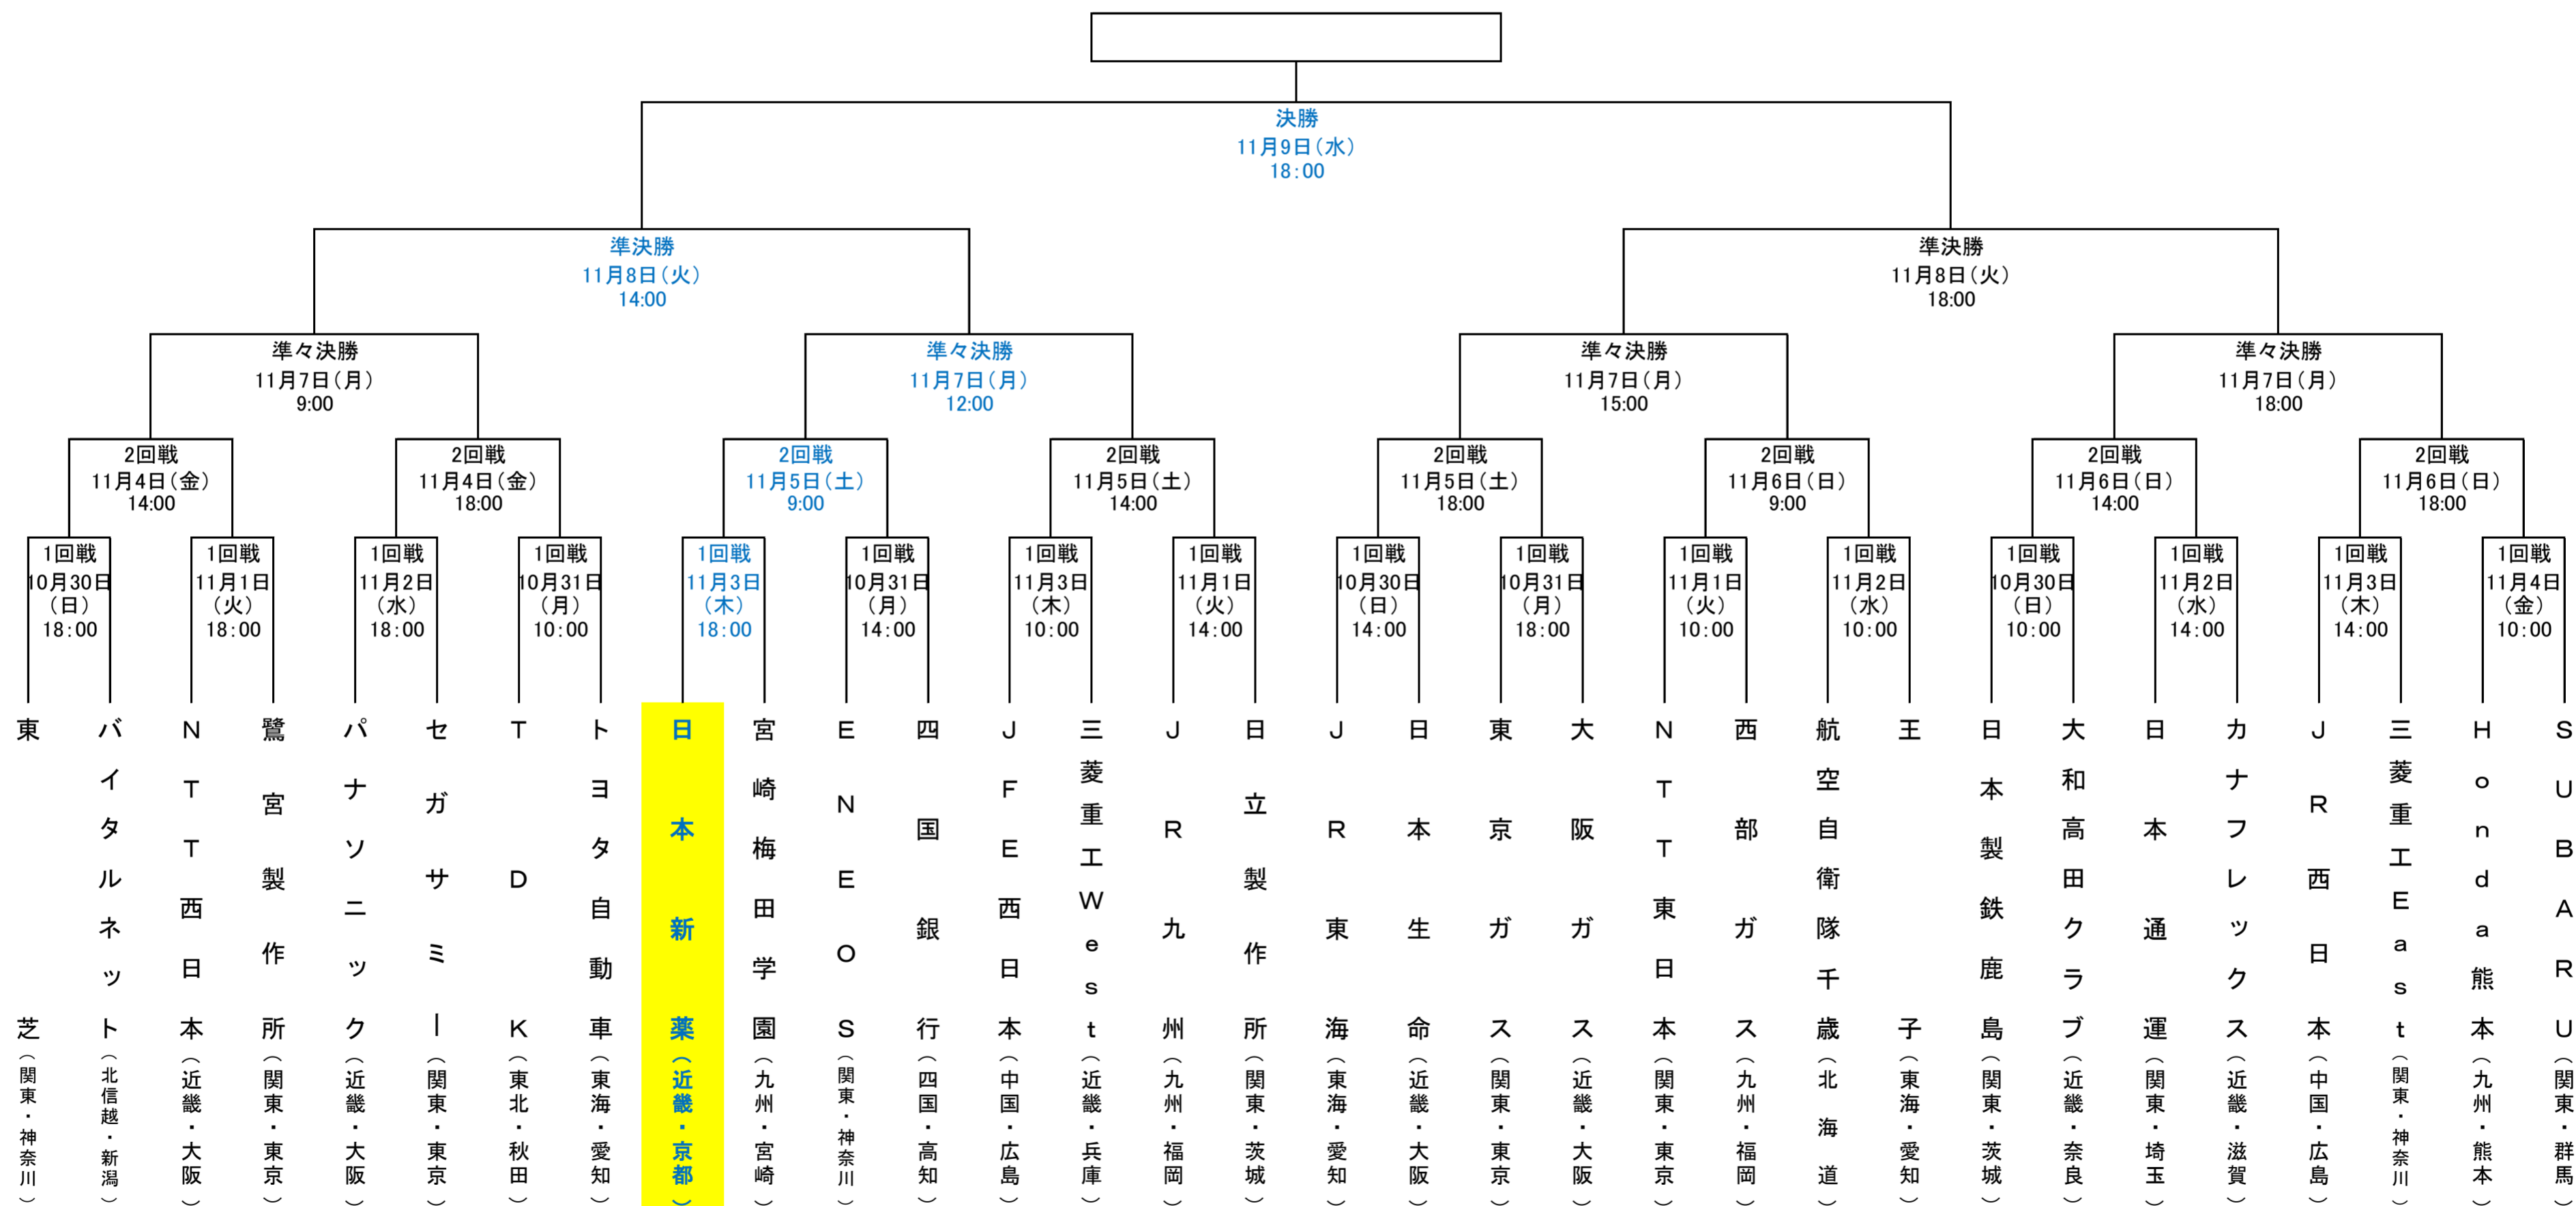 決勝
11月9日(水)
18:00
準決勝
11月8日(火)
14:00
準決勝
11月8日(火)
18:00
準々決勝
11月7日(月)
9:00
準々決勝
11月7日(月)
12:00
準々決勝
11月7日(月)
15:00
準々決勝
11月7日(月)
18:00
2回戦
11月4日(金)
14:00
2回戦
11月4日(金)
18:00
2回戦
11月5日(土)
9:00
2回戦
11月5日(土)
14:00
2回戦
11月5日(土)
18:00
2回戦
11月6日(日)
9:00
2回戦
11月6日(日)
14:00
2回戦
11月6日(日)
18:00
1回戦
10月30日
(日)
18:00
1回戦
11月1日
(火)
18:00
1回戦
11月2日
(水)
18:00
1回戦
10月31日
(月)
10:00
1回戦
11月3日
(木)
18:00
1回戦
10月31日
(月)
14:00
1回戦
11月3日
(木)
10:00
1回戦
11月1日
(火)
14:00
1回戦
10月30日
(日)
14:00
1回戦
10月31日
(月)
18:00
1回戦
11月1日
(火)
10:00
1回戦
11月2日
(水)
10:00
1回戦
10月30日
(日)
10:00
1回戦
11月2日
(水)
14:00
1回戦
11月3日
(木)
14:00
1回戦
11月4日
(金)
10:00
東芝(関東・神奈川)
バイタルネット(北信越・新潟)
NTT西日本(近畿・大阪)
鷺宮製作所(関東・東京)
パナソニック(近畿・大阪)
セガサミー(関東・東京)
TDK(東北・秋田)
トヨタ自動車(東海・愛知)
日本新薬(近畿・京都)
宮崎梅田学園(九州・宮崎)
ENEOS(関東・神奈川)
四国銀行(四国・高知)
JFE西日本(中国・広島)
三菱重工West(近畿・兵庫)
JR九州(九州・福岡)
日立製作所(関東・茨城)
JR東海(東海・愛知)
日本生命(近畿・大阪)
東京ガス(関東・東京)
大阪ガス(近畿・大阪)
NTT東日本(関東・東京)
西部ガス(九州・福岡)
航空自衛隊千歳(北海道)
王子(東海・愛知)
日本製鉄鹿島(関東・茨城)
大和高田クラブ(近畿・奈良)
日本通運(関東・埼玉)
カナフレックス(近畿・滋賀)
JR西日本(中国・広島)
三菱重工East(関東・神奈川)
Honda熊本(九州・熊本)
SUBARU(関東・群馬)